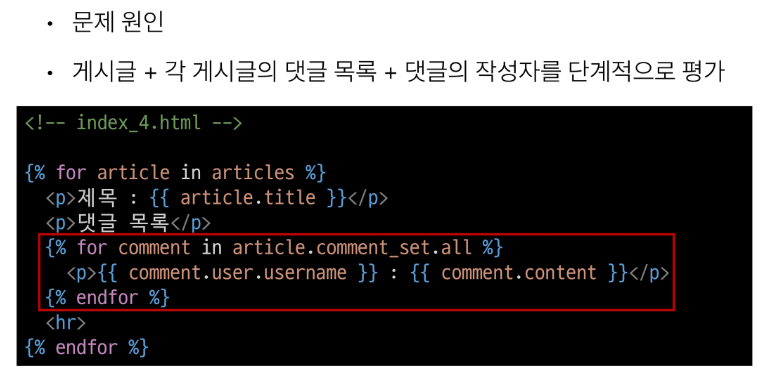 • 문제 원인
• 게시글 + 각 게시글의 댓글 목록 + 댓글의 작성자를 단계적으로 평가
<!-- index_4.html -->
{% for article in articles %}
<p>제목 : {{ article.title }}</p>
<p>댓글 목록</p>
{% for comment in article.comment_set.all %}
<p>{{ comment.user.username }} : {{ comment.content }}</p>
{% endfor %}
<hr>
{% endfor %}